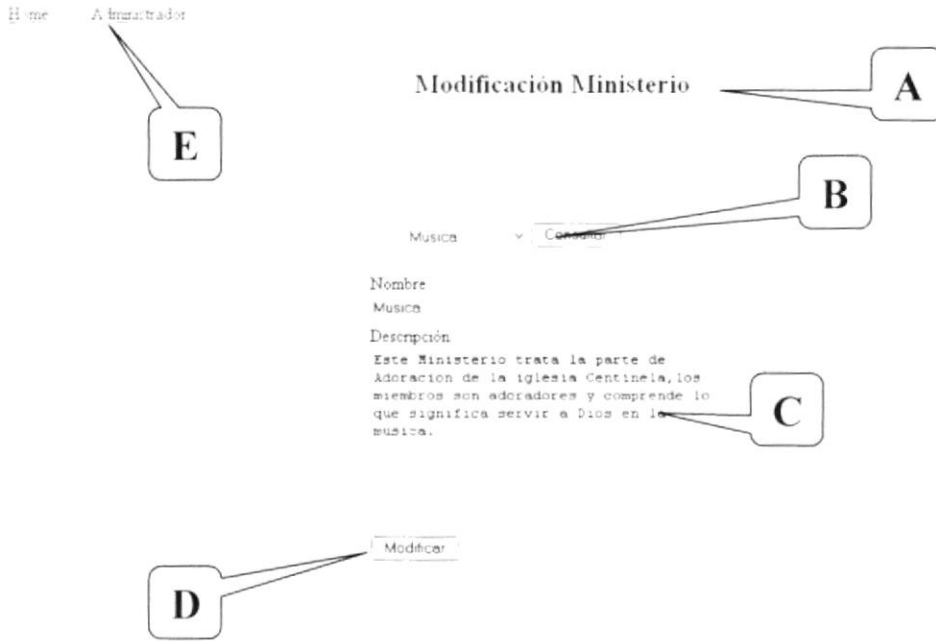 Home Administrador
Modificación Ministerio
A
E
B
Musica Consultar
Nombre
Musica
Descripción
Este Ministerio trata la parte de
Adoracion de la iglesia Centinela,los
miembros son adoradores y comprende lo
que significa servir a Dios en la
musica.
C
Modificar
D